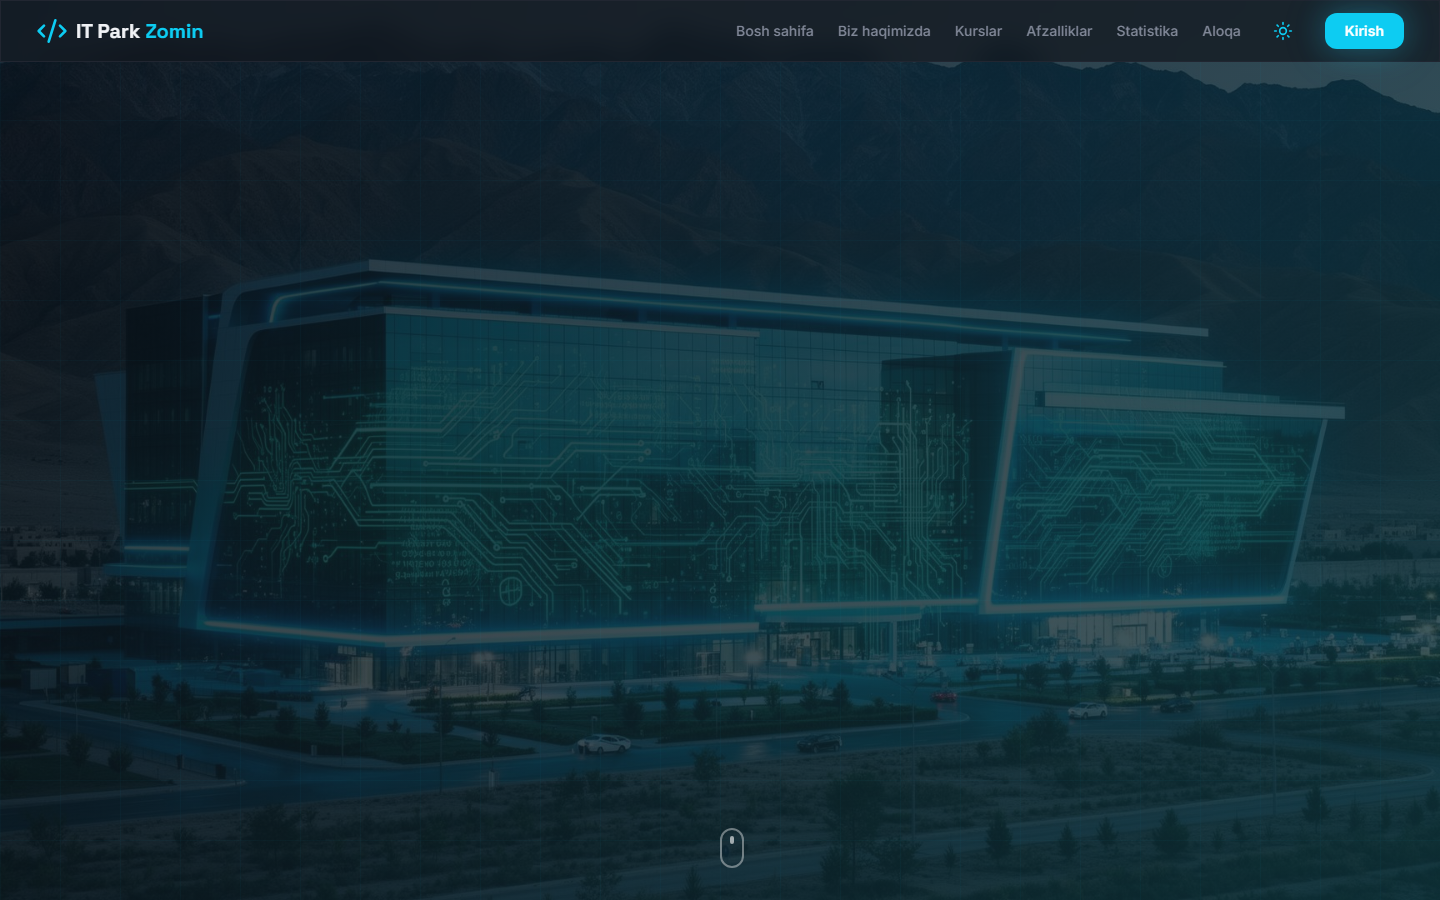 IT Park Zomin
Bosh sahifa
Biz haqimizda
Kurslar
Afzalliklar
Statistika
Aloqa
Kirish